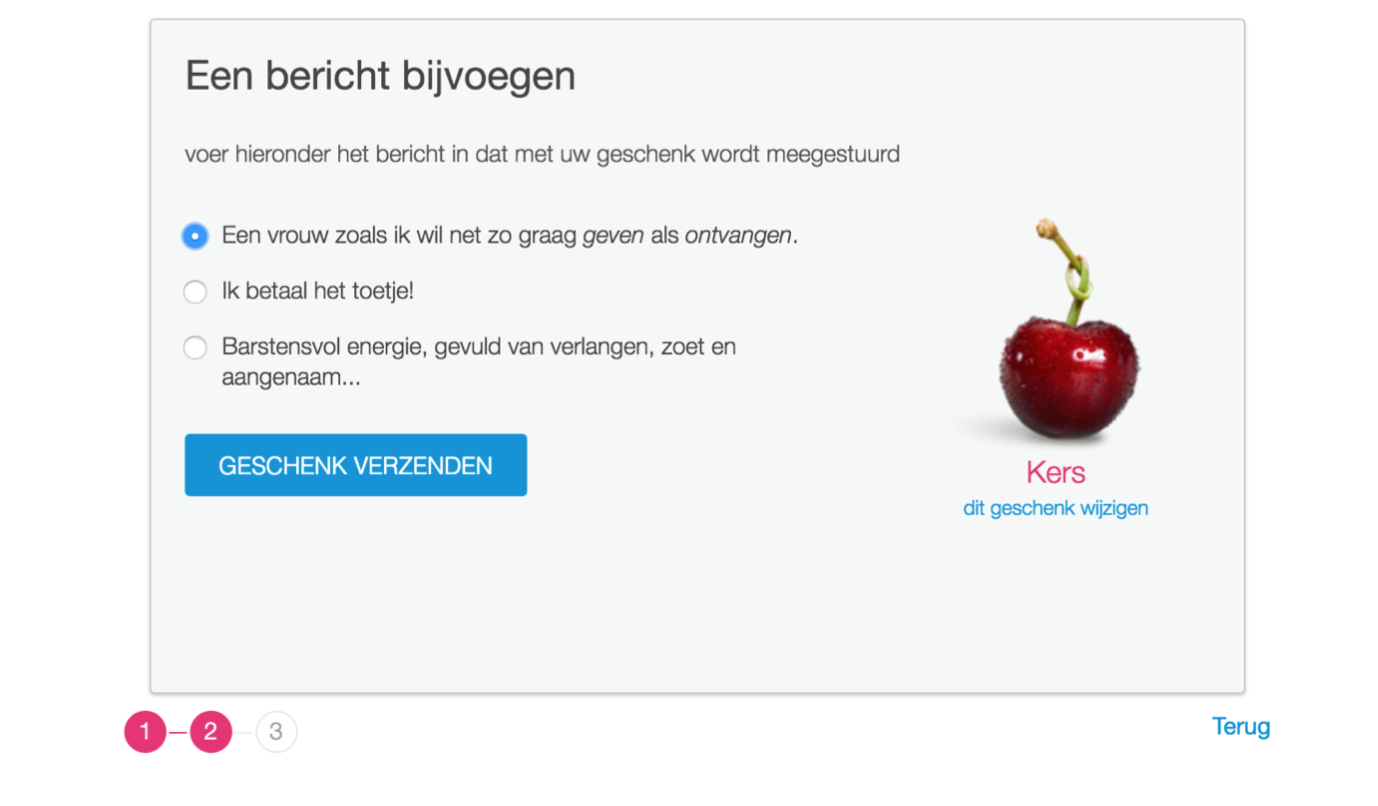 Een bericht bijvoegen
voer hieronder het bericht in dat met uw geschenk wordt meegestuurd
Een vrouw zoals ik wil net zo graag geven als ontvangen.
Ik betaal het toetje!
Barstensvol energie, gevuld van verlangen, zoet en
aangenaam...
GESCHENK VERZENDEN
Kers
dit geschenk wijzigen
1 2 3
Terug